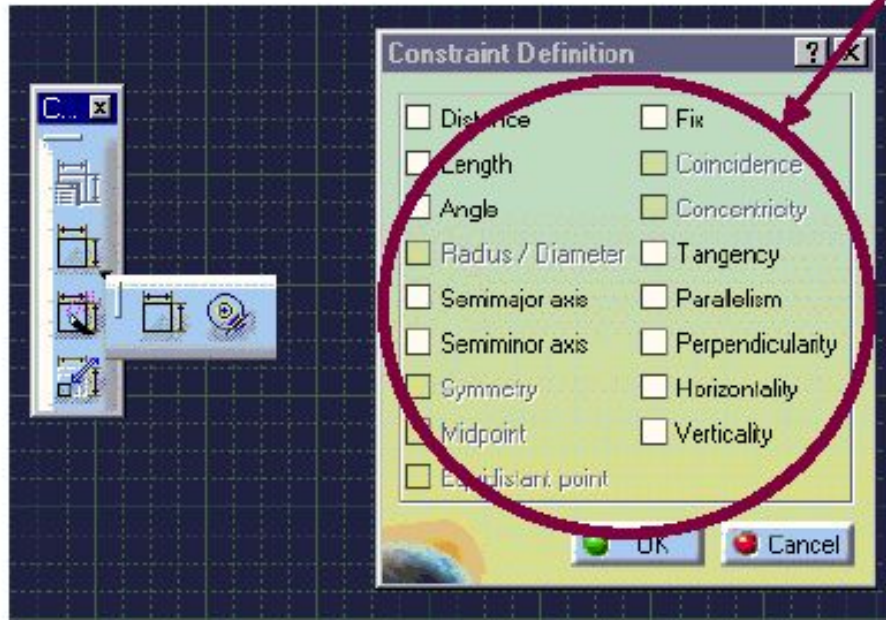 Constraint Definition
C...
Distance
Fix
Length
Coincidence
Angle
Concentricity
Radius / Diameter
Tangency
Semimajor axis
Parallelism
Semiminor axis
Perpendicularity
Symmetry
Horizontality
Midpoint
Verticality
Equidistant point
OK
Cancel